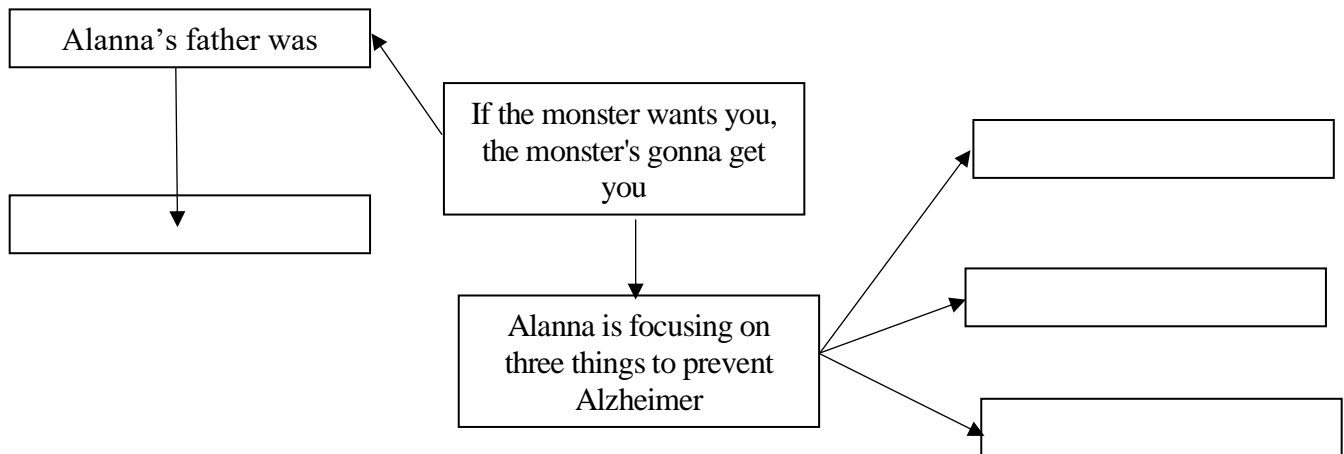 Alanna’s father was
If the monster wants you,
the monster's gonna get
you
Alanna is focusing on
three things to prevent
Alzheimer